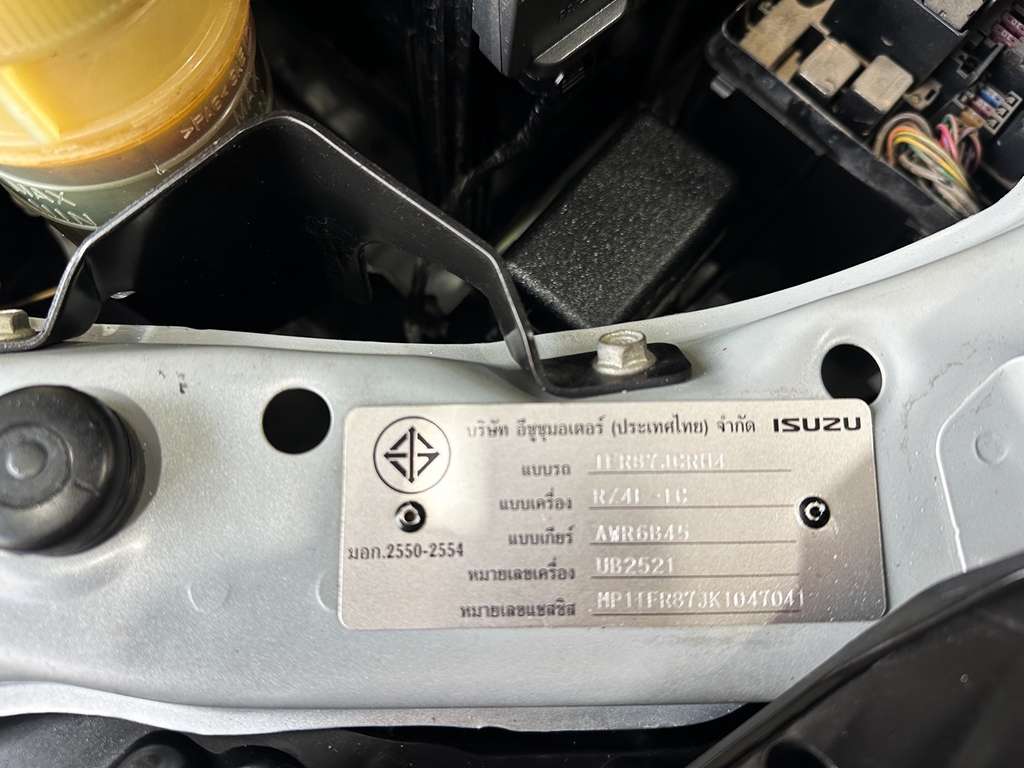 >PA66-G
MAX
บริษัท อีซูซุมอเตอร์ (ประเทศไทย) จำกัด ISUZU
แบบรถ
แบบเครื่อง
แบบเกียร์ AWR6B45
หมายเลขเครื่อง UB2521
หมายเลขแชสซิส
มอก.2550-2554